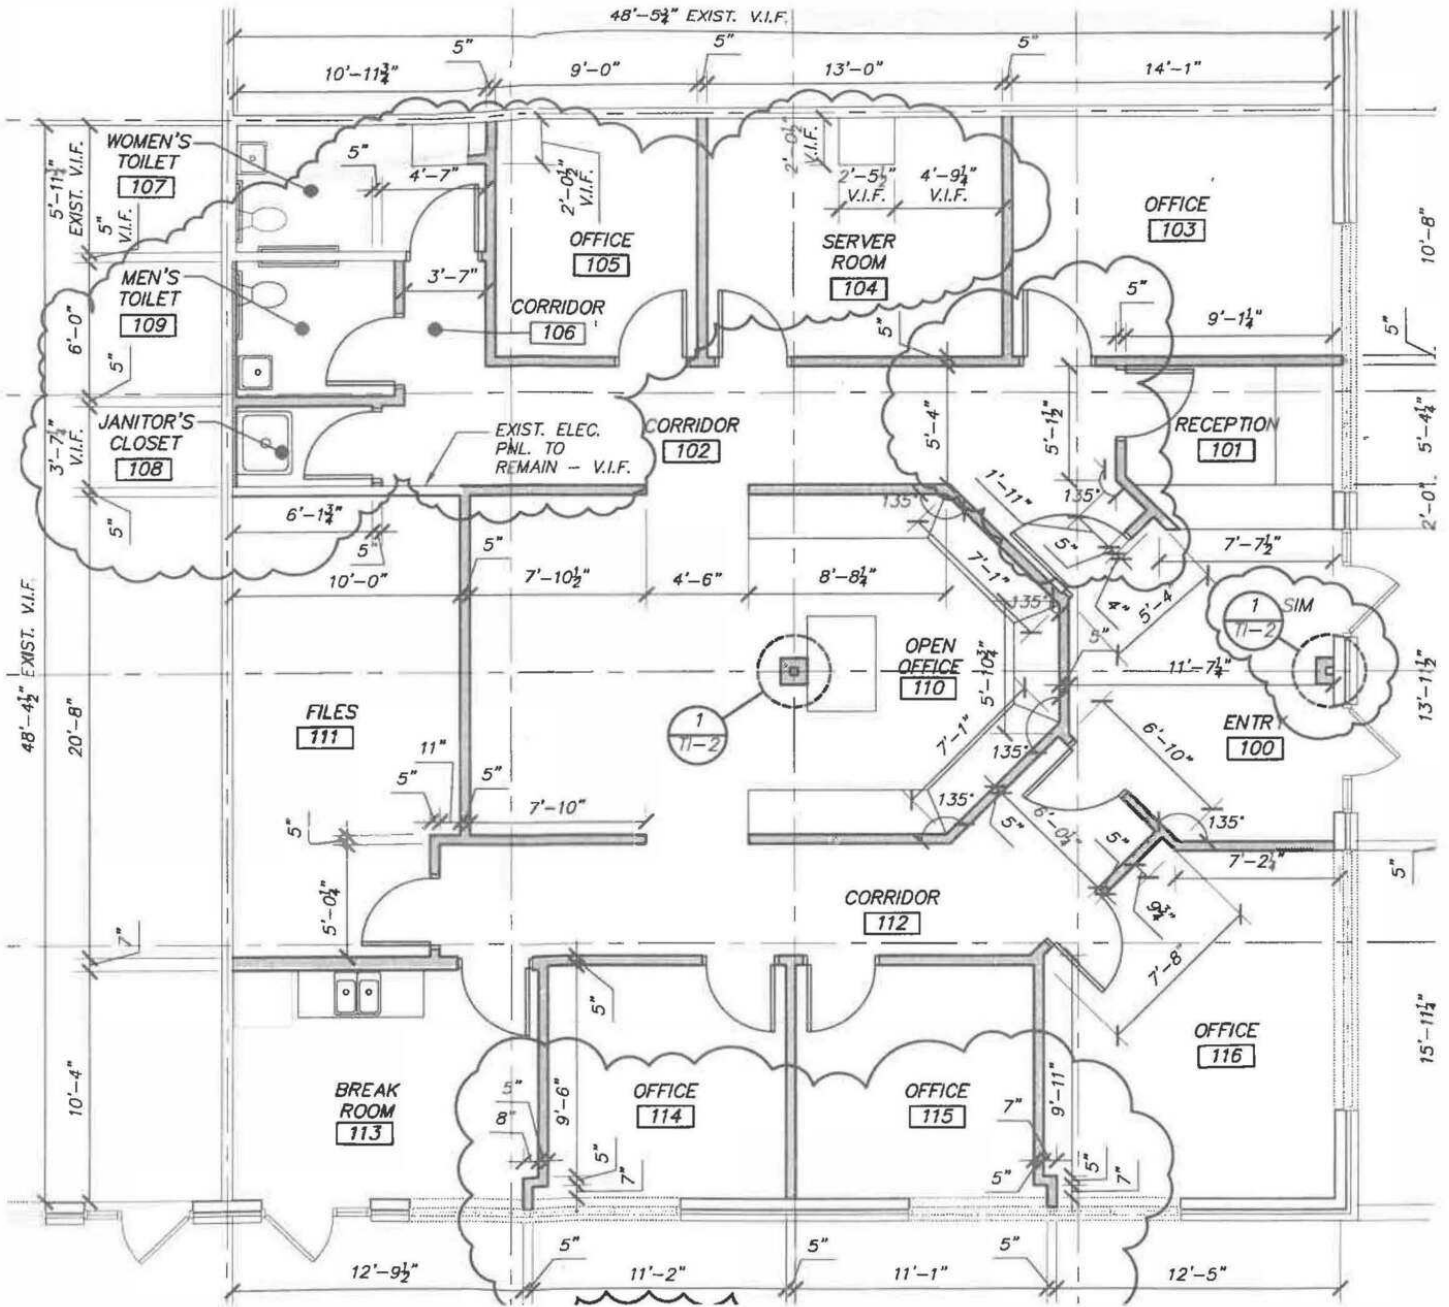 48'-5¾" EXIST. V.I.F.
5"
5"
5"
10'-11¾"
9'-0"
13'-0"
14'-1"
WOMEN'S
TOILET
107
5'-11½"
EXIST. V.I.F.
5"
V.I.F.
5"
4'-7"
2'-0½"
V.I.F.
2'-0½"
V.I.F.
2'-5½"
V.I.F.
4'-9¼"
V.I.F.
OFFICE
105
SERVER
ROOM
104
OFFICE
103
10'-8"
MEN'S
TOILET
109
6'-0"
3'-7"
CORRIDOR
106
5"
5"
9'-1¼"
5"
5"
JANITOR'S
CLOSET
108
3'-7¼"
V.I.F.
EXIST. ELEC.
PNL. TO
REMAIN - V.I.F.
CORRIDOR
102
5'-4"
5'-1½"
RECEPTION
101
5'-4¼"
135°
1'-11"
135°
2'-0"
5"
6'-1¾"
5"
5"
10'-0"
7'-10½"
4'-6"
8'-8¼"
7'-1"
5"
7'-7½"
135°
4"
5'-4"
5"
1
TI-2
SIM
48'-4½" EXIST. V.I.F.
20'-8"
OPEN
OFFICE
110
5'-10¾"
11'-7¼"
13'-11½"
FILES
111
1
TI-2
7'-1"
135°
6'-10"
ENTRY
100
11"
5"
5"
7'-10"
135°
5"
5"
6'-0¼"
5"
135°
7'-2¼"
5"
5'-0¼"
CORRIDOR
112
9¾"
7'-8"
7"
5"
BREAK
ROOM
113
10'-4"
5"
8"
9'-6"
OFFICE
114
5"
7"
OFFICE
115
7"
9'-11"
5"
5"
7"
OFFICE
116
15'-11¼"
5"
5"
5"
12'-9½"
11'-2"
11'-1"
12'-5"